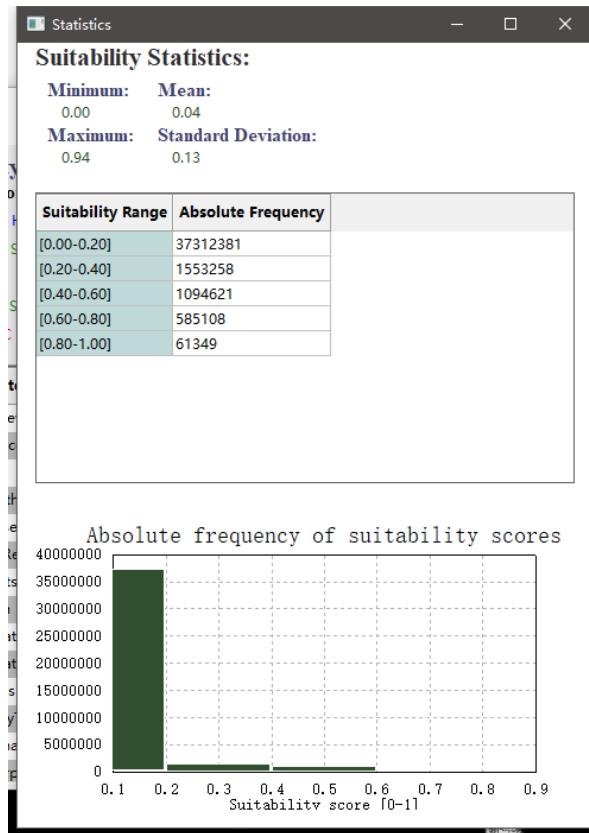 Statistics
Suitability Statistics:
Minimum: Mean:
0.00 0.04
Maximum: Standard Deviation:
0.94 0.13
Suitability Range Absolute Frequency
[0.00-0.20] 37312381
[0.20-0.40] 1553258
[0.40-0.60] 1094621
[0.60-0.80] 585108
[0.80-1.00] 61349
Absolute frequency of suitability scores
40000000
35000000
30000000
25000000
20000000
15000000
10000000
5000000
0
0.1 0.2 0.3 0.4 0.5 0.6 0.7 0.8 0.9
Suitability score [0-1]